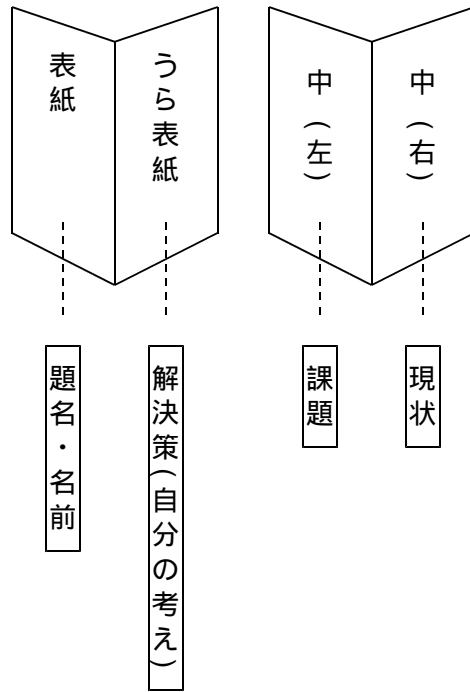 中（右）
中（左）
うら表紙
表紙
現状
課題
解決策（自分の考え）
題名・名前